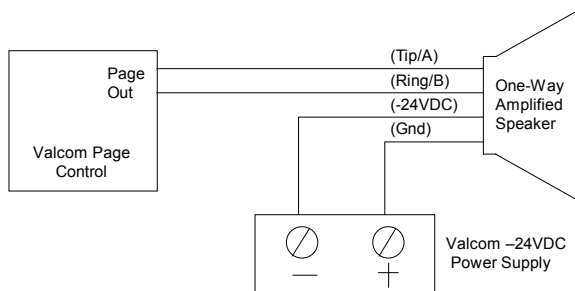 (Tip/A)
Page
Out
(Ring/B)
One-Way
Amplified
Speaker
(-24VDC)
Valcom Page
Control
(Gnd)
Valcom –24VDC
Power Supply
— +